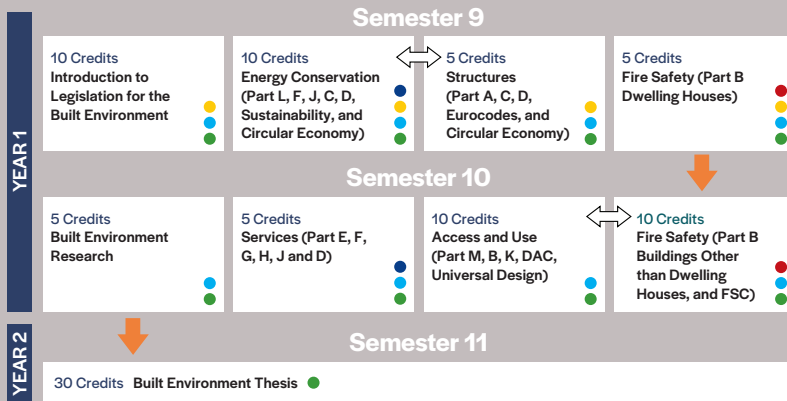 Semester 9
YEAR 1
10 Credits
Introduction to
Legislation for the
Built Environment
10 Credits
Energy Conservation
(Part L, F, J, C, D,
Sustainability, and
Circular Economy)
5 Credits
Structures
(Part A, C, D,
Eurocodes, and
Circular Economy)
5 Credits
Fire Safety (Part B
Dwelling Houses)
Semester 10
5 Credits
Built Environment
Research
5 Credits
Services (Part E, F,
G, H, J and D)
10 Credits
Access and Use
(Part M, B, K, DAC,
Universal Design)
10 Credits
Fire Safety (Part B
Buildings Other
than Dwelling
Houses, and FSC)
YEAR 2
Semester 11
30 Credits Built Environment Thesis